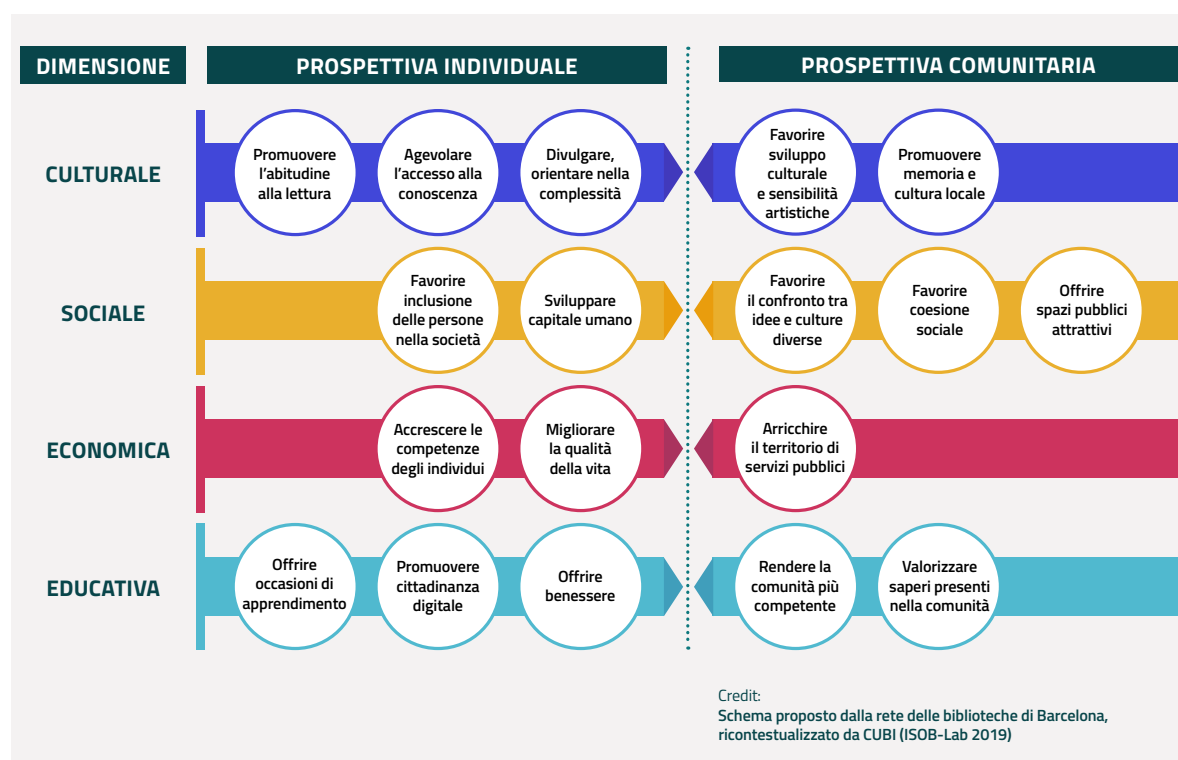 DIMENSIONE
PROSPETTIVA INDIVIDUALE
PROSPETTIVA COMUNITARIA
CULTURALE
Promuovere
l'abitudine
alla lettura
Agevolare
l'accesso alla
conoscenza
Divulgare,
orientare nella
complessità
Favorire
sviluppo
culturale
e sensibilità
artistiche
Promuovere
memoria e
cultura locale
SOCIALE
Favorire
inclusione
delle persone
nella società
Sviluppare
capitale umano
Favorire
il confronto tra
idee e culture
diverse
Favorire
coesione
sociale
Offrire
spazi pubblici
attrattivi
ECONOMICA
Accrescere le
competenze
degli individui
Migliorare
la qualità
della vita
Arricchire
il territorio di
servizi pubblici
EDUCATIVA
Offrire
occasioni di
apprendimento
Promuovere
cittadinanza
digitale
Offrire
benessere
Rendere la
comunità più
competente
Valorizzare
saperi presenti
nella comunità
Credit:
Schema proposto dalla rete delle biblioteche di Barcelona,
ricontestualizzato da CUBI (ISOB-Lab 2019)